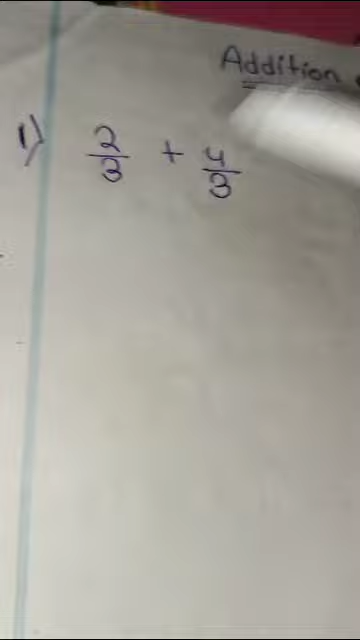 Addition
1) 2/3 + 4/3